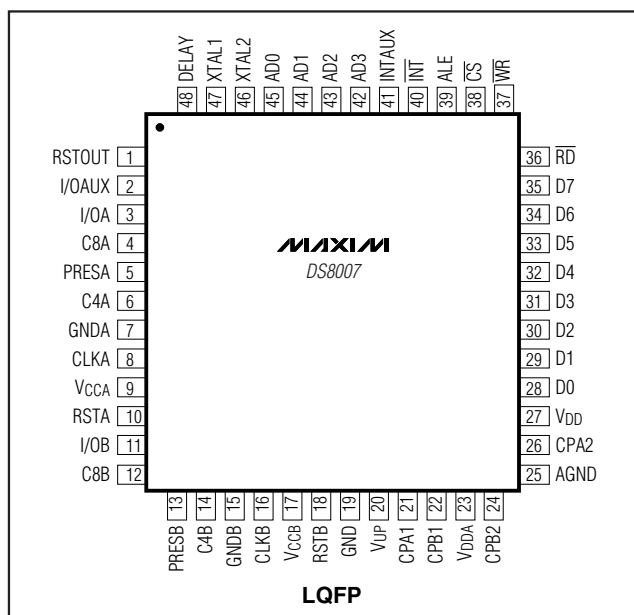 48 DELAY
47 XTAL1
46 XTAL2
45 AD0
44 AD1
43 AD2
42 AD3
41 INTAUX
40 I̅N̅T̅
39 ALE
38 C̅S̅
37 W̅R̅
RSTOUT 1
I/OAUX 2
I/OA 3
C8A 4
PRESA 5
C4A 6
GNDA 7
CLKA 8
VCCA 9
RSTA 10
I/OB 11
C8B 12
MAXIM
DS8007
36 R̅D̅
35 D7
34 D6
33 D5
32 D4
31 D3
30 D2
29 D1
28 D0
27 VDD
26 CPA2
25 AGND
PRESB 13
C4B 14
GNDB 15
CLKB 16
VCCB 17
RSTB 18
GND 19
VUP 20
CPA1 21
CPB1 22
VDDA 23
CPB2 24
LQFP